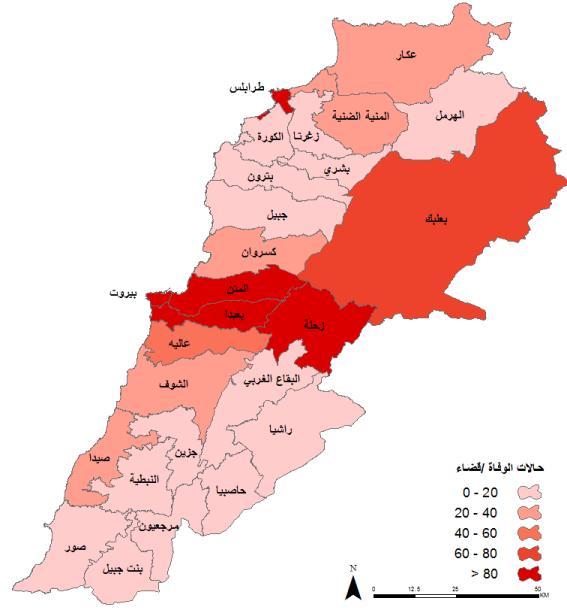 عكار
طرابلس
الهرمل
المنية الضنية
زغرتا
الكورة
بشري
بترون
بعلبك
جبيل
كسروان
المتن
بيروت
بعبدا
زحلة
عاليه
البقاع الغربي
الشوف
راشيا
صيدا
جزين
النبطية
حاصبيا
مرجعيون
صور
بنت جبيل
حالات الوفاة /قضاء
0 - 20
20 - 40
40 - 60
60 - 80
> 80
N
0 12.5 25 50
KM